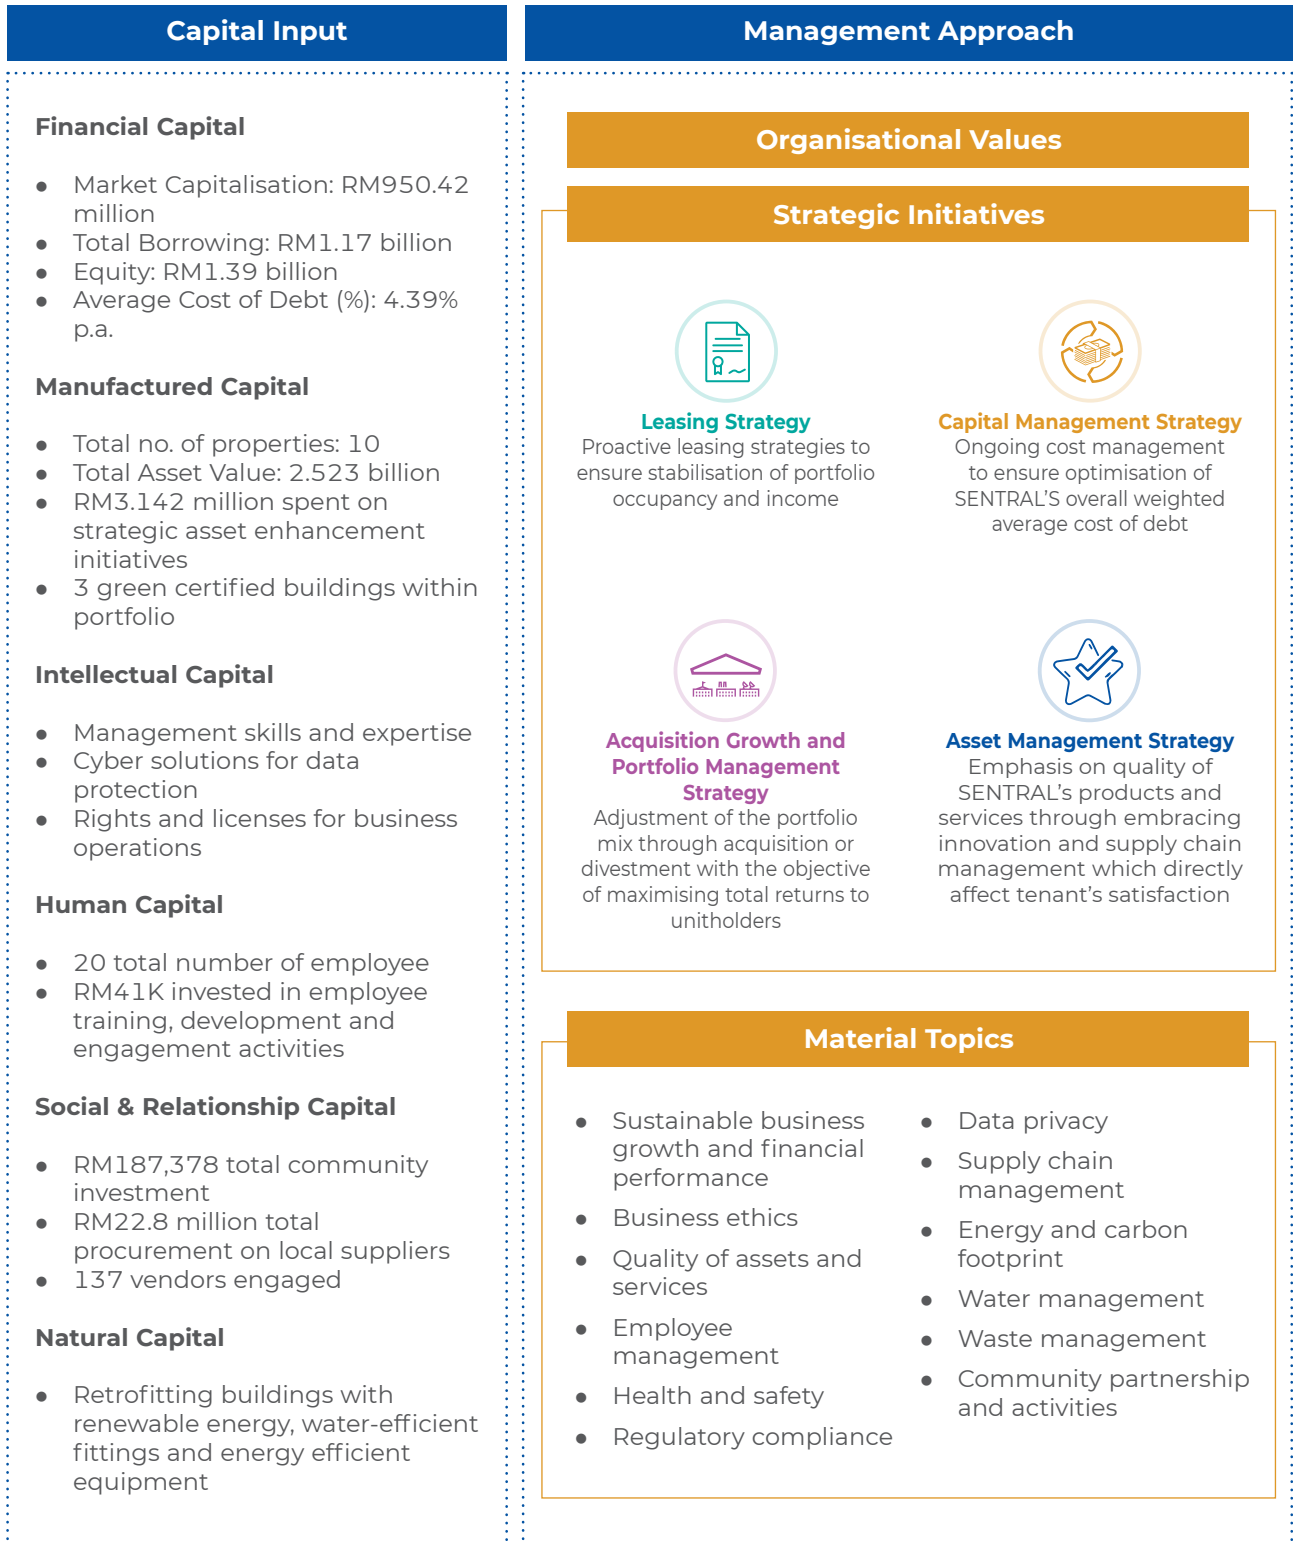 Capital Input
Financial Capital
● Market Capitalisation: RM950.42
million
● Total Borrowing: RM1.17 billion
● Equity: RM1.39 billion
● Average Cost of Debt (%): 4.39%
p.a.
Manufactured Capital
● Total no. of properties: 10
● Total Asset Value: 2.523 billion
● RM3.142 million spent on
strategic asset enhancement
initiatives
● 3 green certified buildings within
portfolio
Intellectual Capital
● Management skills and expertise
● Cyber solutions for data
protection
● Rights and licenses for business
operations
Human Capital
● 20 total number of employee
● RM41K invested in employee
training, development and
engagement activities
Social & Relationship Capital
● RM187,378 total community
investment
● RM22.8 million total
procurement on local suppliers
● 137 vendors engaged
Natural Capital
● Retrofitting buildings with
renewable energy, water-efficient
fittings and energy efficient
equipment
Management Approach
Organisational Values
Strategic Initiatives
Leasing Strategy
Proactive leasing strategies to
ensure stabilisation of portfolio
occupancy and income
Capital Management Strategy
Ongoing cost management
to ensure optimisation of
SENTRAL'S overall weighted
average cost of debt
Acquisition Growth and
Portfolio Management
Strategy
Adjustment of the portfolio
mix through acquisition or
divestment with the objective
of maximising total returns to
unitholders
Asset Management Strategy
Emphasis on quality of
SENTRAL's products and
services through embracing
innovation and supply chain
management which directly
affect tenant's satisfaction
Material Topics
● Sustainable business
growth and financial
performance
● Business ethics
● Quality of assets and
services
● Employee
management
● Health and safety
● Regulatory compliance
● Data privacy
● Supply chain
management
● Energy and carbon
footprint
● Water management
● Waste management
● Community partnership
and activities